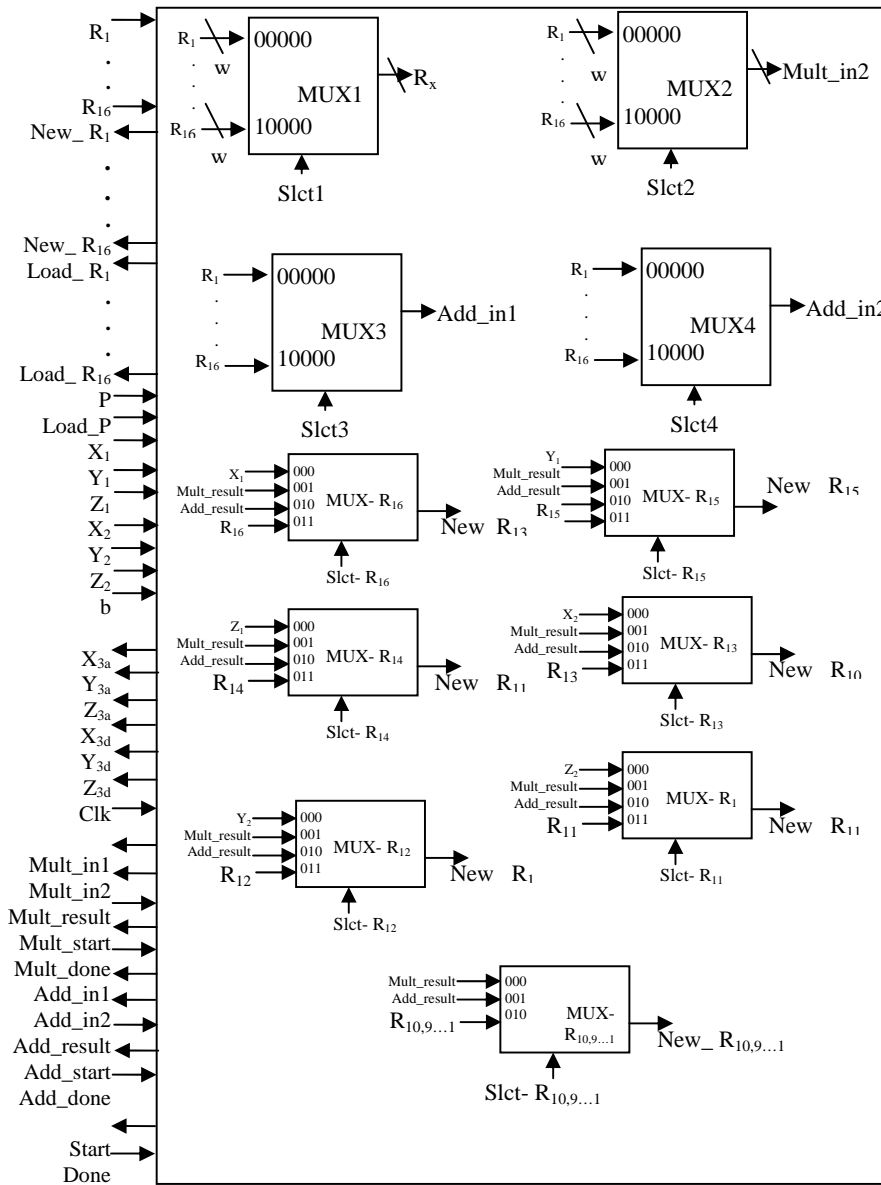 R1
.
.
R16
New_ R1
.
.
.
New_ R16
Load_ R1
.
.
.
Load_ R16
P
Load_P
X1
Y1
Z1
X2
Y2
Z2
b
X3a
Y3a
Z3a
X3d
Y3d
Z3d
Clk
Mult_in1
Mult_in2
Mult_result
Mult_start
Mult_done
Add_in1
Add_in2
Add_result
Add_start
Add_done
Start
Done
R1
w
00000
MUX1
Rx
R16
w
10000
Slct1
R1
w
00000
MUX2
Mult_in2
R16
w
10000
Slct2
R1
00000
MUX3
Add_in1
R16
10000
Slct3
R1
00000
MUX4
Add_in2
R16
10000
Slct4
X1 000
Mult_result 001
Add_result 010
R16 011
MUX- R16
New R13
Slct- R16
Y1 000
Mult_result 001
Add_result 010
R15 011
MUX- R15
New R15
Slct- R15
Z1 000
Mult_result 001
Add_result 010
R14 011
MUX- R14
New R11
Slct- R14
X2 000
Mult_result 001
Add_result 010
R13 011
MUX- R13
New R10
Slct- R13
Y2 000
Mult_result 001
Add_result 010
R12 011
MUX- R12
New R1
Slct- R12
Z2 000
Mult_result 001
Add_result 010
R11 011
MUX- R1
New R11
Slct- R11
Mult_result 000
Add_result 001
R10,9…1 010
MUX-
R10,9…1
New_ R10,9…1
Slct- R10,9…1